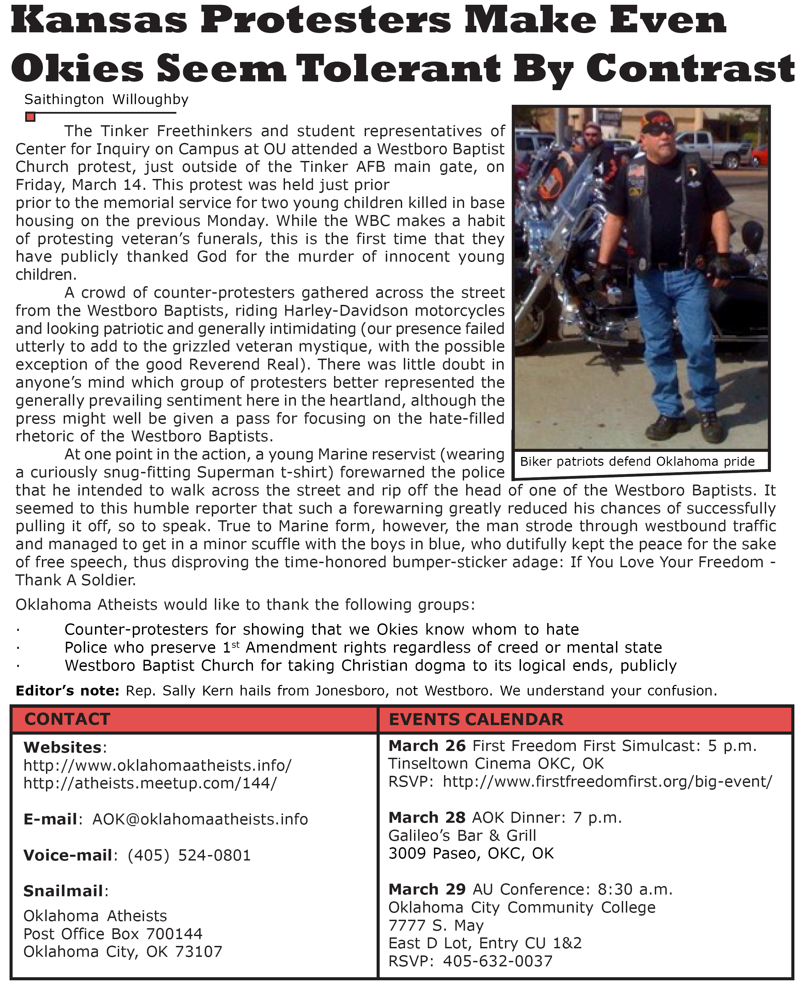 Kansas Protesters Make Even
Okies Seem Tolerant By Contrast
Saithington Willoughby
The Tinker Freethinkers and student representatives of
Center for Inquiry on Campus at OU attended a Westboro Baptist
Church protest, just outside of the Tinker AFB main gate, on
Friday, March 14. This protest was held just prior
prior to the memorial service for two young children killed in base
housing on the previous Monday. While the WBC makes a habit
of protesting veteran’s funerals, this is the first time that they
have publicly thanked God for the murder of innocent young
children.
A crowd of counter-protesters gathered across the street
from the Westboro Baptists, riding Harley-Davidson motorcycles
and looking patriotic and generally intimidating (our presence failed
utterly to add to the grizzled veteran mystique, with the possible
exception of the good Reverend Real). There was little doubt in
anyone’s mind which group of protesters better represented the
generally prevailing sentiment here in the heartland, although the
press might well be given a pass for focusing on the hate-filled
rhetoric of the Westboro Baptists.
At one point in the action, a young Marine reservist (wearing
a curiously snug-fitting Superman t-shirt) forewarned the police
that he intended to walk across the street and rip off the head of one of the Westboro Baptists. It
seemed to this humble reporter that such a forewarning greatly reduced his chances of successfully
pulling it off, so to speak. True to Marine form, however, the man strode through westbound traffic
and managed to get in a minor scuffle with the boys in blue, who dutifully kept the peace for the sake
of free speech, thus disproving the time-honored bumper-sticker adage: If You Love Your Freedom -
Thank A Soldier.
Biker patriots defend Oklahoma pride
Oklahoma Atheists would like to thank the following groups:
· Counter-protesters for showing that we Okies know whom to hate
· Police who preserve 1st Amendment rights regardless of creed or mental state
· Westboro Baptist Church for taking Christian dogma to its logical ends, publicly
Editor’s note: Rep. Sally Kern hails from Jonesboro, not Westboro. We understand your confusion.
CONTACT
Websites:
http://www.oklahomaatheists.info/
http://atheists.meetup.com/144/
E-mail: AOK@oklahomaatheists.info
Voice-mail: (405) 524-0801
Snailmail:
Oklahoma Atheists
Post Office Box 700144
Oklahoma City, OK 73107
EVENTS CALENDAR
March 26 First Freedom First Simulcast: 5 p.m.
Tinseltown Cinema OKC, OK
RSVP: http://www.firstfreedomfirst.org/big-event/
March 28 AOK Dinner: 7 p.m.
Galileo’s Bar & Grill
3009 Paseo, OKC, OK
March 29 AU Conference: 8:30 a.m.
Oklahoma City Community College
7777 S. May
East D Lot, Entry CU 1&2
RSVP: 405-632-0037